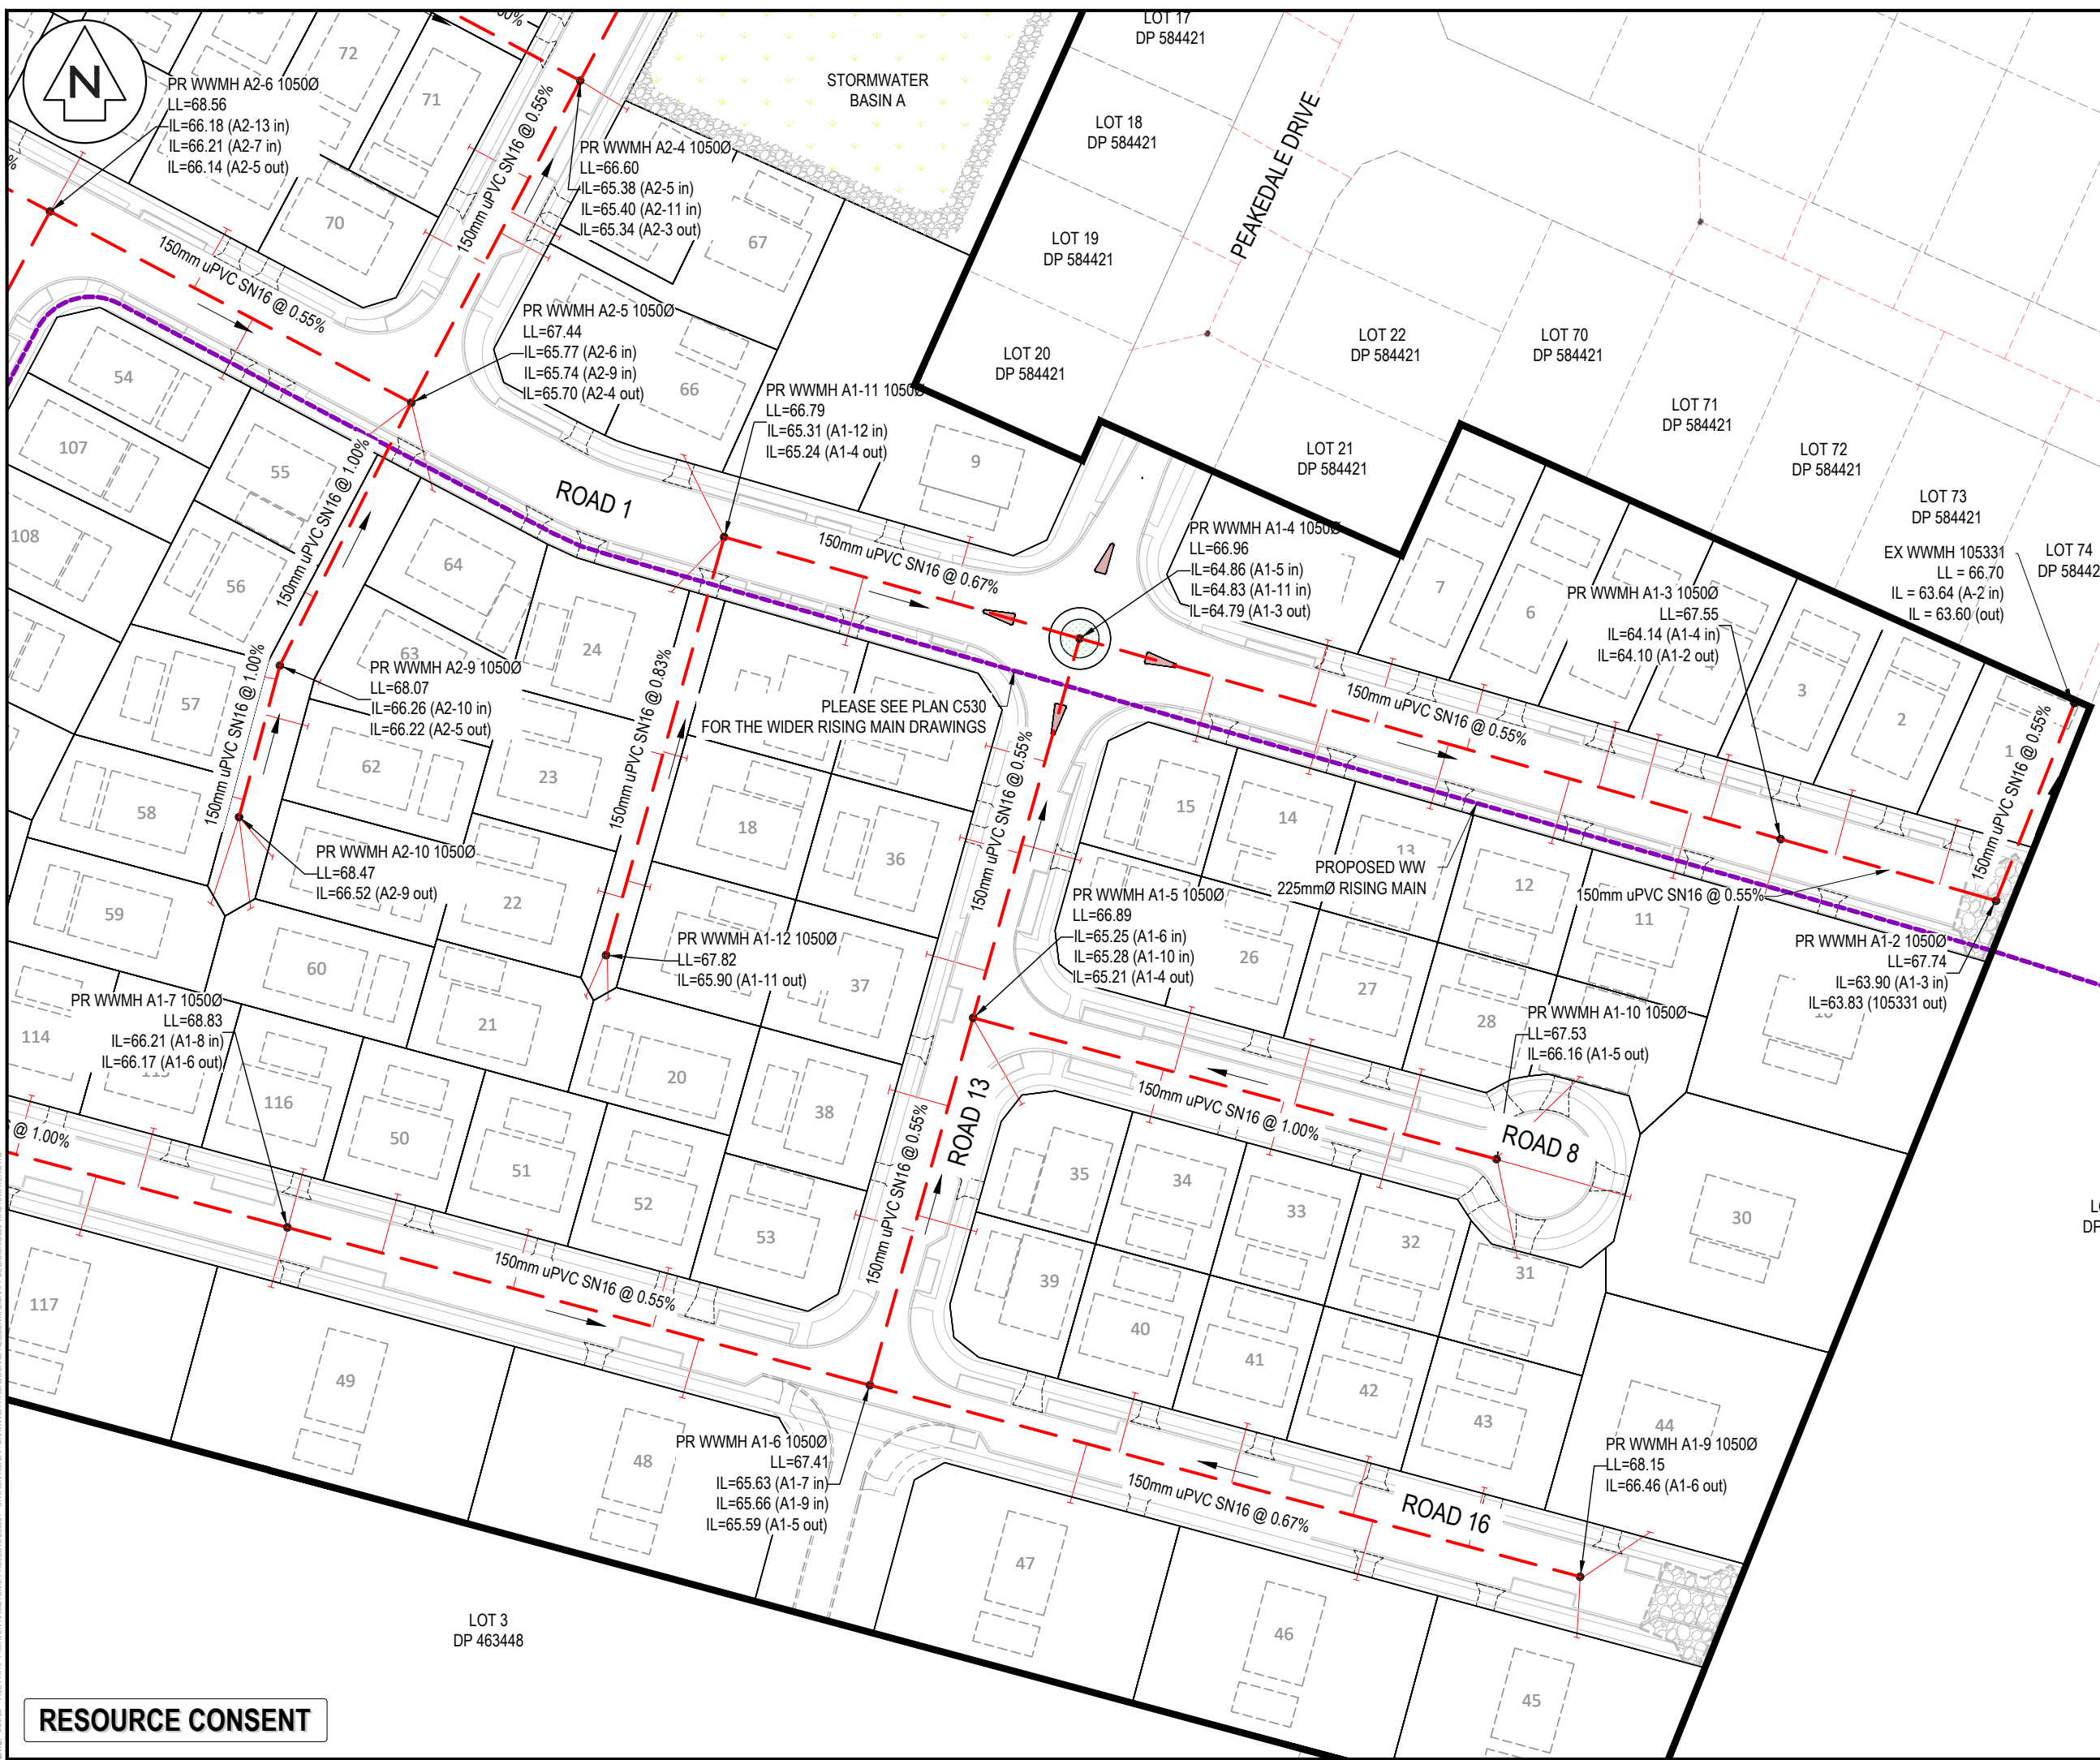 N
PR WWMH A2-6 1050Ø
LL=68.56
IL=66.18 (A2-13 in)
IL=66.21 (A2-7 in)
IL=66.14 (A2-5 out)
72
71
70
150mm uPVC SN16 @ 0.55%
150mm uPVC SN16 @ 0.55%
STORMWATER
BASIN A
PR WWMH A2-4 1050Ø
LL=66.60
IL=65.38 (A2-5 in)
IL=65.40 (A2-11 in)
IL=65.34 (A2-3 out)
67
LOT 17
DP 584421
LOT 18
DP 584421
LOT 19
DP 584421
LOT 20
DP 584421
PEAKEDALE DRIVE
LOT 22
DP 584421
LOT 70
DP 584421
LOT 71
DP 584421
LOT 21
DP 584421
LOT 72
DP 584421
LOT 73
DP 584421
LOT 74
DP 58442
PR WWMH A2-5 1050Ø
LL=67.44
IL=65.77 (A2-6 in)
IL=65.74 (A2-9 in)
IL=65.70 (A2-4 out)
66
PR WWMH A1-11 1050Ø
LL=66.79
IL=65.31 (A1-12 in)
IL=65.24 (A1-4 out)
9
54
107
55
108
56
64
150mm uPVC SN16 @ 1.00%
ROAD 1
150mm uPVC SN16 @ 0.67%
PR WWMH A1-4 1050Ø
LL=66.96
IL=64.86 (A1-5 in)
IL=64.83 (A1-11 in)
IL=64.79 (A1-3 out)
7
6
PR WWMH A1-3 1050Ø
LL=67.55
IL=64.14 (A1-4 in)
IL=64.10 (A1-2 out)
EX WWMH 105331
LL = 66.70
IL = 63.64 (A-2 in)
IL = 63.60 (out)
3
2
1
150mm uPVC SN16 @ 0.55%
63
24
PR WWMH A2-9 1050Ø
LL=68.07
IL=66.26 (A2-10 in)
IL=66.22 (A2-5 out)
57
150mm uPVC SN16 @ 1.00%
150mm uPVC SN16 @ 0.83%
PLEASE SEE PLAN C530
FOR THE WIDER RISING MAIN DRAWINGS
150mm uPVC SN16 @ 0.55%
62
23
58
18
36
15
14
13
12
11
PROPOSED WW
225mmØ RISING MAIN
150mm uPVC SN16 @ 0.55%
150mm uPVC SN16 @ 0.55%
PR WWMH A2-10 1050Ø
LL=68.47
IL=66.52 (A2-9 out)
59
22
PR WWMH A1-5 1050Ø
LL=66.89
IL=65.25 (A1-6 in)
IL=65.28 (A1-10 in)
IL=65.21 (A1-4 out)
26
27
28
PR WWMH A1-2 1050Ø
LL=67.74
IL=63.90 (A1-3 in)
IL=63.83 (105331 out)
PR WWMH A1-12 1050Ø
LL=67.82
IL=65.90 (A1-11 out)
60
37
21
PR WWMH A1-7 1050Ø
LL=68.83
IL=66.21 (A1-8 in)
IL=66.17 (A1-6 out)
114
116
50
20
38
PR WWMH A1-10 1050Ø
LL=67.53
IL=66.16 (A1-5 out)
@ 1.00%
51
52
53
150mm uPVC SN16 @ 0.55%
ROAD 13
150mm uPVC SN16 @ 1.00%
ROAD 8
35
34
33
32
31
30
150mm uPVC SN16 @ 0.55%
117
49
48
39
40
41
42
43
44
PR WWMH A1-6 1050Ø
LL=67.41
IL=65.63 (A1-7 in)
IL=65.66 (A1-9 in)
IL=65.59 (A1-5 out)
PR WWMH A1-9 1050Ø
LL=68.15
IL=66.46 (A1-6 out)
150mm uPVC SN16 @ 0.67%
ROAD 16
47
46
45
LOT 3
DP 463448
RESOURCE CONSENT